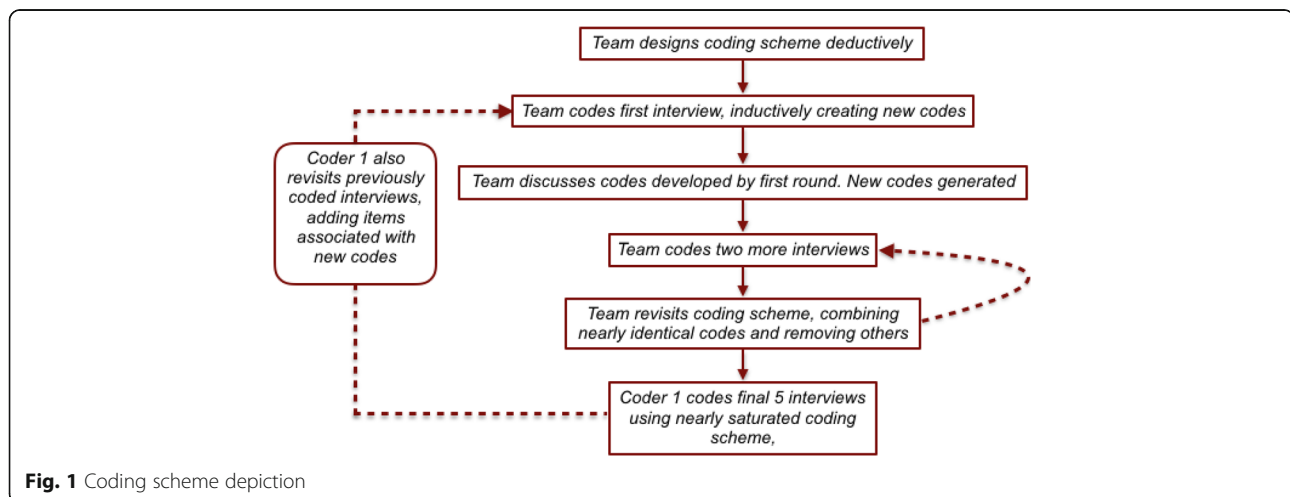 Team designs coding scheme deductively
Team codes first interview, inductively creating new codes
Coder 1 also
revisits previously
coded interviews,
adding items
associated with
new codes
Team discusses codes developed by first round. New codes generated
Team codes two more interviews
Team revisits coding scheme, combining
nearly identical codes and removing others
Coder 1 codes final 5 interviews
using nearly saturated coding
scheme,
Fig. 1 Coding scheme depiction